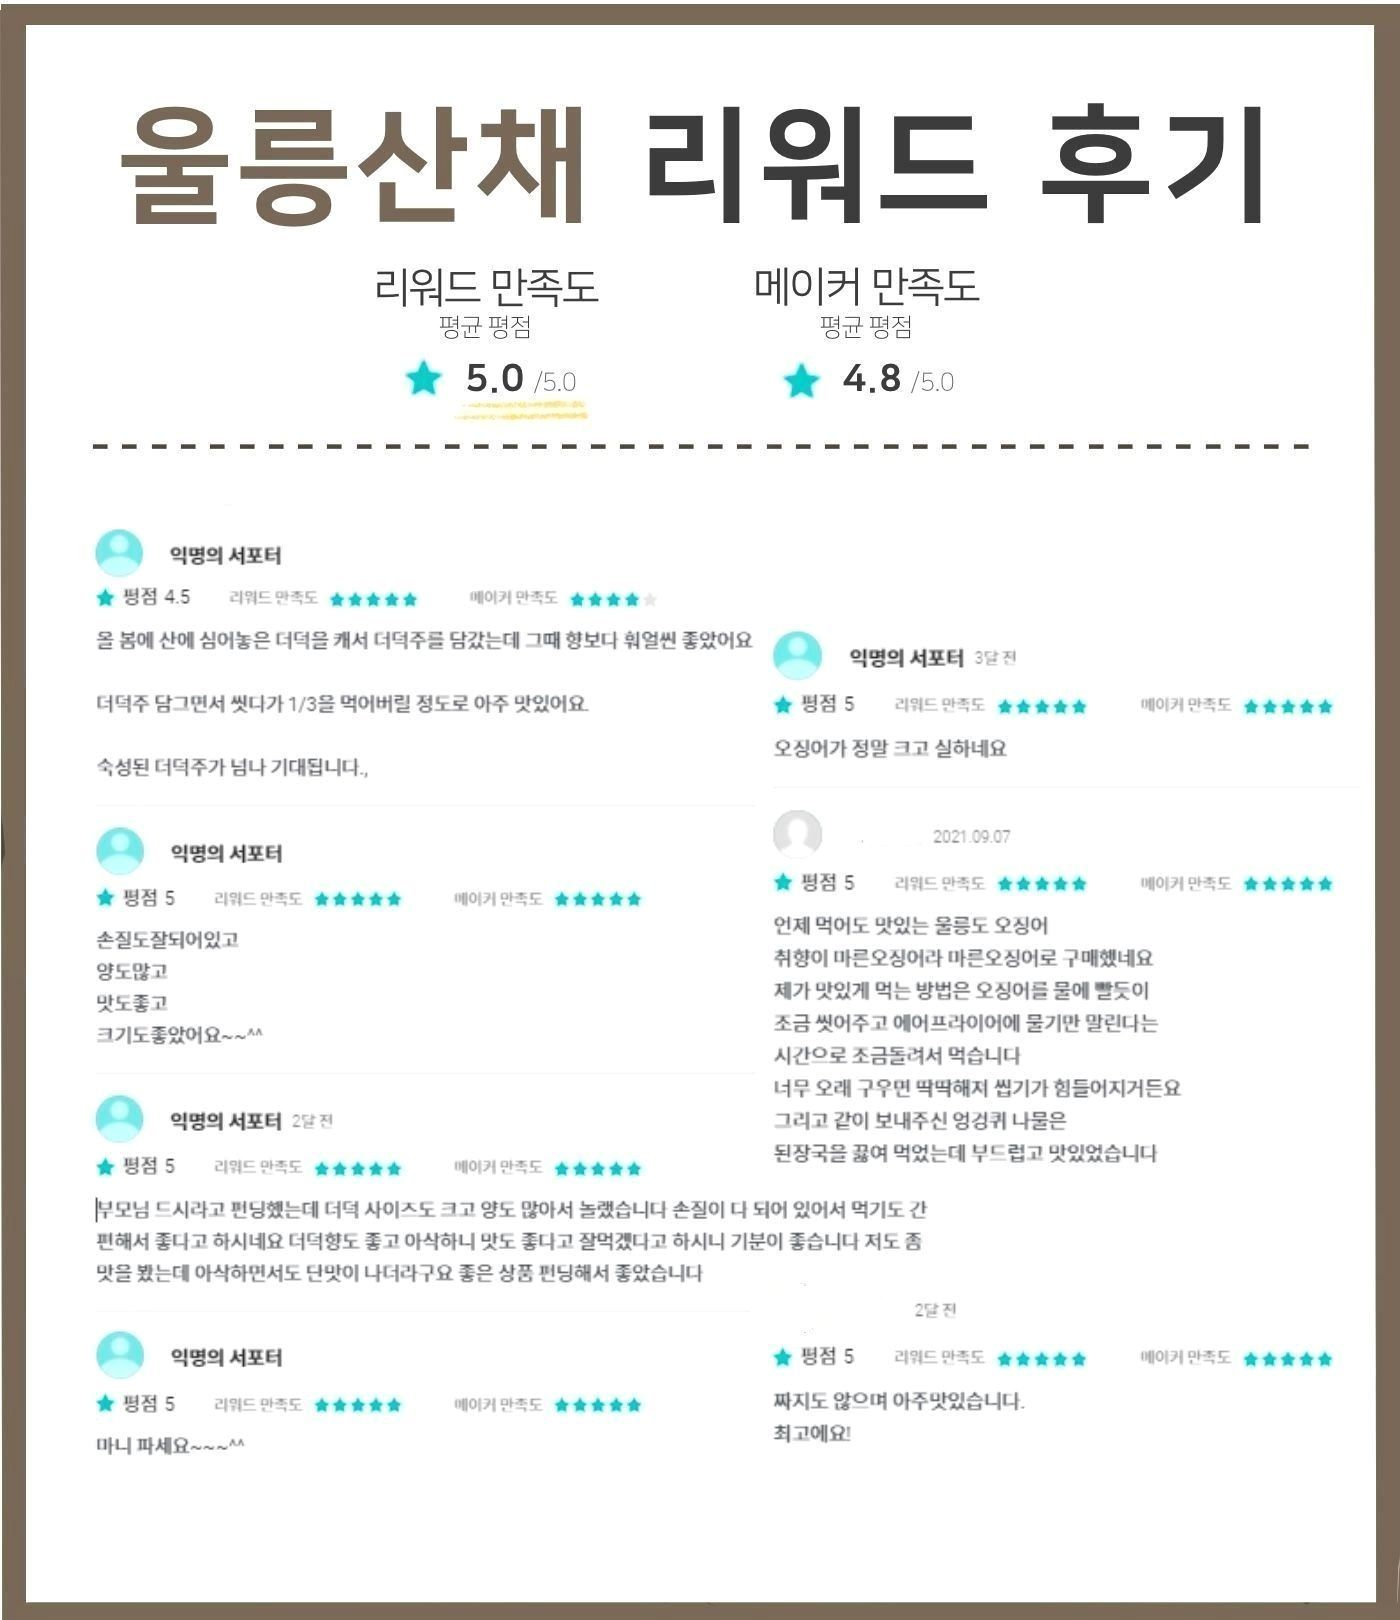 울릉산채 리워드 후기
리워드 만족도
평균 평점
5.0 /5.0
메이커 만족도
평균 평점
4.8 /5.0
익명의 서포터
평점 4.5 리워드 만족도 메이커 만족도
올 봄에 산에 심어놓은 더덕을 캐서 더덕주를 담갔는데 그때 향보다 훠얼씬 좋았어요
더덕주 담그면서 씻다가 1/3을 먹어버릴 정도로 아주 맛있어요.
숙성된 더덕주가 넘나 기대됩니다.,
익명의 서포터
평점 5 리워드 만족도 메이커 만족도
손질도잘되어있고
양도많고
맛도좋고
크기도좋았어요~~^^
익명의 서포터 2달 전
평점 5 리워드 만족도 메이커 만족도
부모님 드시라고 펀딩했는데 더덕 사이즈도 크고 양도 많아서 놀랬습니다 손질이 다 되어 있어서 먹기도 간
편해서 좋다고 하시네요 더덕향도 좋고 아삭하니 맛도 좋다고 잘먹겠다고 하시니 기분이 좋습니다 저도 좀
맛을 봤는데 아삭하면서도 단맛이 나더라구요 좋은 상품 펀딩해서 좋았습니다
익명의 서포터
평점 5 리워드 만족도 메이커 만족도
마니 파세요~~~^^
익명의 서포터 3달 전
평점 5 리워드 만족도 메이커 만족도
오징어가 정말 크고 실하네요
2021.09.07
평점 5 리워드 만족도 메이커 만족도
언제 먹어도 맛있는 울릉도 오징어
취향이 마른오징어라 마른오징어로 구매했네요
제가 맛있게 먹는 방법은 오징어를 물에 빨듯이
조금 씻어주고 에어프라이어에 물기만 말린다는
시간으로 조금돌려서 먹습니다
너무 오래 구우면 딱딱해져 씹기가 힘들어지거든요
그리고 같이 보내주신 엉겅퀴 나물은
된장국을 끓여 먹었는데 부드럽고 맛있었습니다
2달 전
평점 5 리워드 만족도 메이커 만족도
짜지도 않으며 아주맛있습니다.
최고에요!